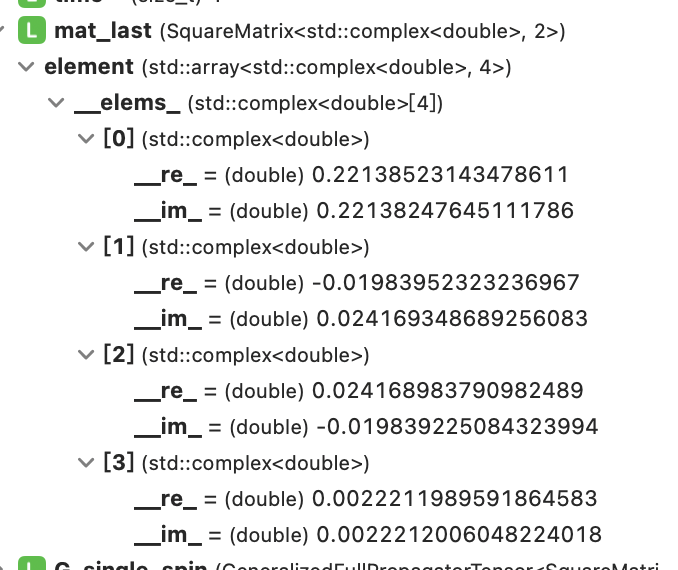 L mat_last (SquareMatrix<std::complex<double>, 2>)
element (std::array<std::complex<double>, 4>)
__elems_ (std::complex<double>[4])
[0] (std::complex<double>)
__re_ = (double) 0.22138523143478611
__im_ = (double) 0.22138247645111786
[1] (std::complex<double>)
__re_ = (double) -0.01983952323236967
__im_ = (double) 0.024169348689256083
[2] (std::complex<double>)
__re_ = (double) 0.024168983790982489
__im_ = (double) -0.019839225084323994
[3] (std::complex<double>)
__re_ = (double) 0.0022211989591864583
__im_ = (double) 0.0022212006048224018
L G_single_spin (GeneralizedFullPropagatorTensor<SquareMatri